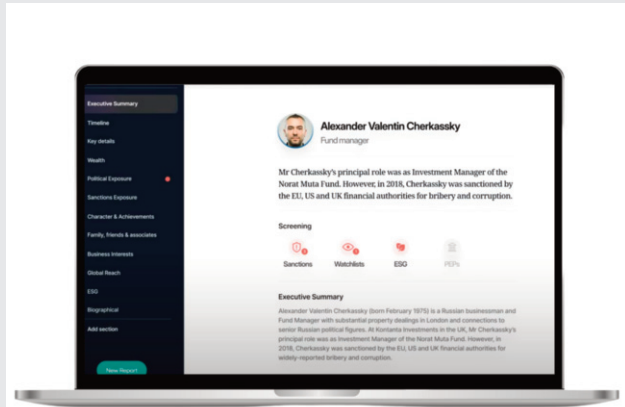 Executive Summary
Timeline
Key details
Wealth
Political Exposure
Sanctions Exposure
Character & Achievements
Family, friends & associates
Business Interests
Global Reach
ESG
Biographical
Add section
New Report
Alexander Valentin Cherkassky
Fund manager
Mr Cherkassky's principal role was as Investment Manager of the
Norat Muta Fund. However, in 2018, Cherkassky was sanctioned by
the EU, US and UK financial authorities for bribery and corruption.
Screening
Sanctions
Watchlists
ESG
PEPs
Executive Summary
Alexander Valentin Cherkassky (born February 1975) is a Russian businessman and
Fund Manager with substantial property dealings in London and connections to
senior Russian political figures. At Kontanta Investments in the UK, Mr Cherkassky's
principal role was as Investment Manager of the Norat Muta Fund. However, in
2018, Cherkassky was sanctioned by the EU, US and UK financial authorities for
widely-reported bribery and corruption.